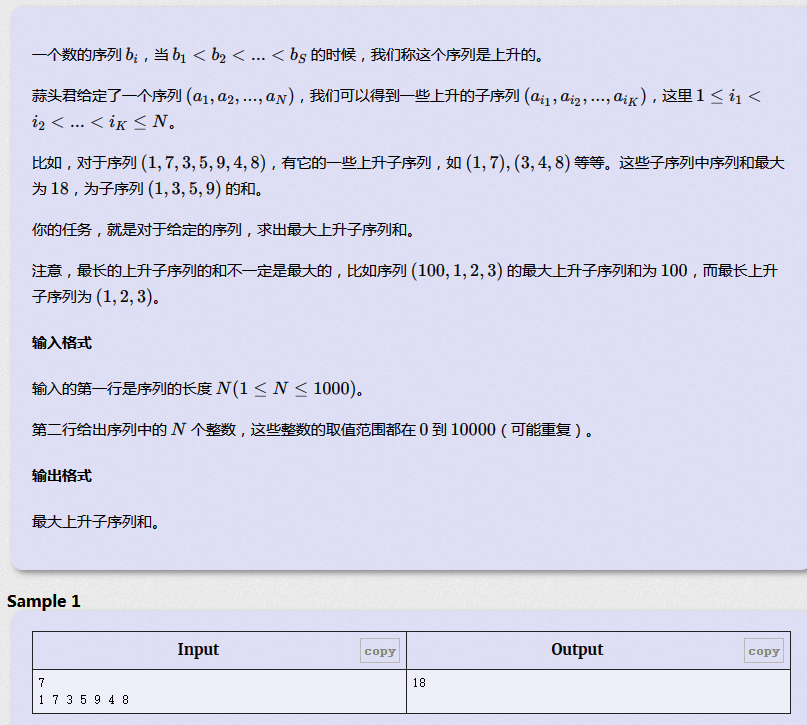 一个数的序列 b_i，当 b_1 < b_2 < ... < b_S 的时候，我们称这个序列是上升的。
蒜头君给定了一个序列 (a_1, a_2, ..., a_N)，我们可以得到一些上升的子序列 (a_{i_1}, a_{i_2}, ..., a_{i_K})，这里 1 ≤ i_1 <
i_2 < ... < i_K ≤ N。
比如，对于序列 (1, 7, 3, 5, 9, 4, 8)，有它的一些上升子序列，如 (1, 7), (3, 4, 8) 等等。这些子序列中序列和最大
为 18，为子序列 (1, 3, 5, 9) 的和。
你的任务，就是对于给定的序列，求出最大上升子序列和。
注意，最长的上升子序列的和不一定是最大的，比如序列 (100, 1, 2, 3) 的最大上升子序列和为 100，而最长上升
子序列为 (1, 2, 3)。
输入格式
输入的第一行是序列的长度 N(1 ≤ N ≤ 1000)。
第二行给出序列中的 N 个整数，这些整数的取值范围都在 0 到 10000（可能重复）。
输出格式
最大上升子序列和。
Sample 1
Input copy Output copy
7 18
1 7 3 5 9 4 8